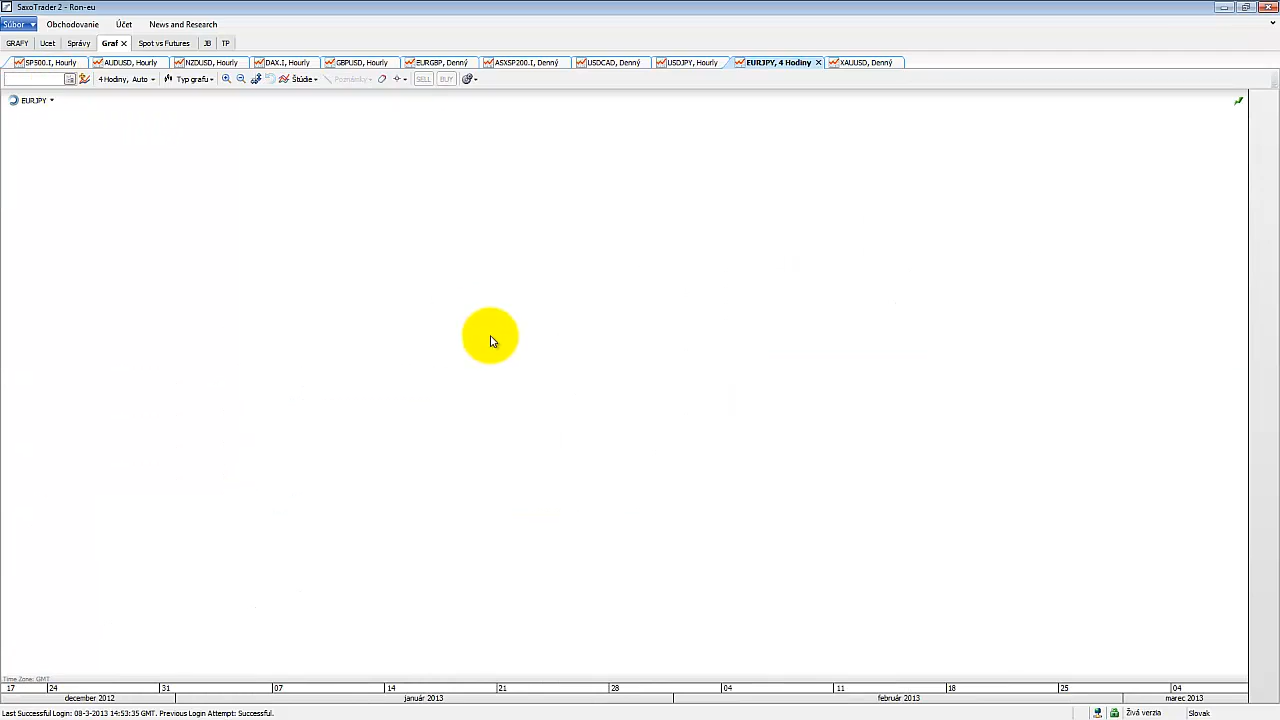 SaxoTrader 2 - Ron-eu
Súbor Obchodovanie Účet News and Research
GRAFY Ucet Správy Graf Spot vs Futures JB TP
SP500.I, Hourly AUDUSD, Hourly NZDUSD, Hourly DAX.I, Hourly GBPUSD, Hourly EURGBP, Denný ASXSP200.I, Denný USDCAD, Denný USDJPY, Hourly EURJPY, 4 Hodiny XAUUSD, Denný
4 Hodiny, Auto Typ grafu Štúdie Poznámky SELL BUY
EURJPY
Time Zone: GMT
17 24 31 07 14 21 28 04 11 18 25 04
december 2012 január 2013 február 2013 marec 2013
Last Successful Login: 08-3-2013 14:53:35 GMT. Previous Login Attempt: Successful. Živá verzia Slovak